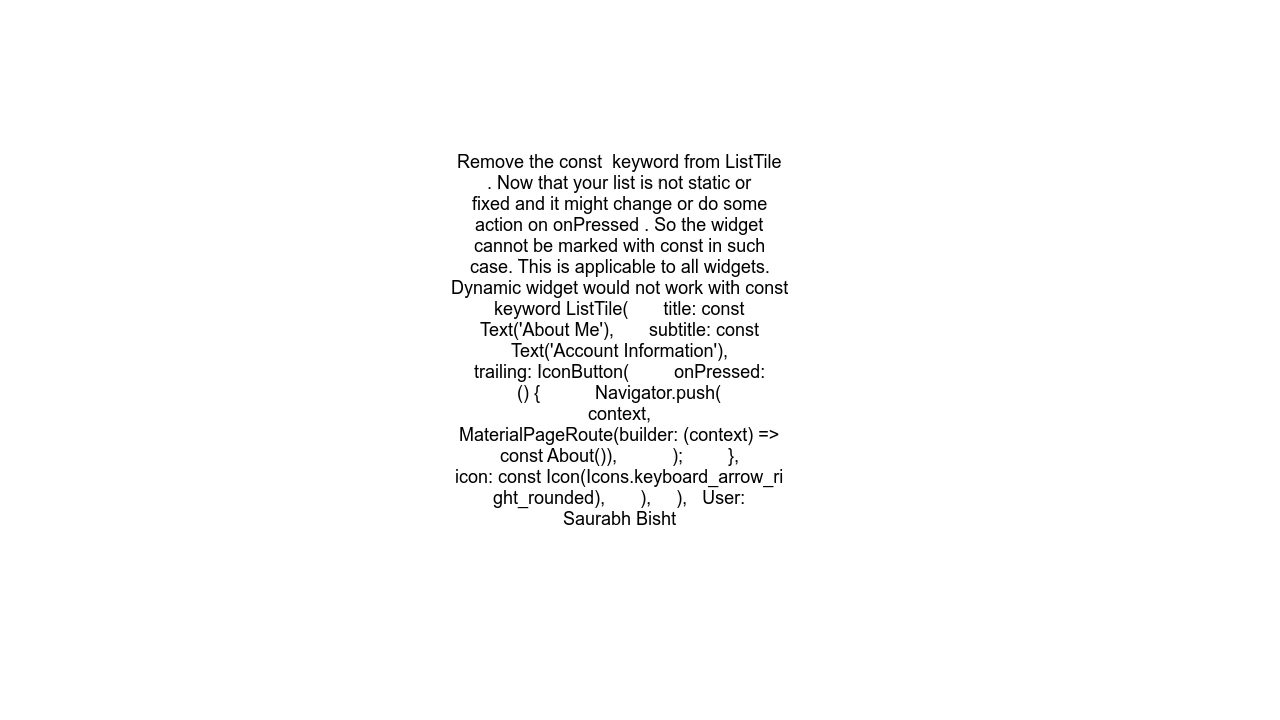 Remove the const  keyword from ListTile
. Now that your list is not static or
fixed and it might change or do some
action on onPressed . So the widget
cannot be marked with const in such
case. This is applicable to all widgets.
Dynamic widget would not work with const
keyword ListTile(       title: const
Text('About Me'),       subtitle: const
Text('Account Information'),
trailing: IconButton(         onPressed:
() {           Navigator.push(
context,
MaterialPageRoute(builder: (context) =>
const About()),           );         },
icon: const Icon(Icons.keyboard_arrow_ri
ght_rounded),       ),     ),   User:
Saurabh Bisht